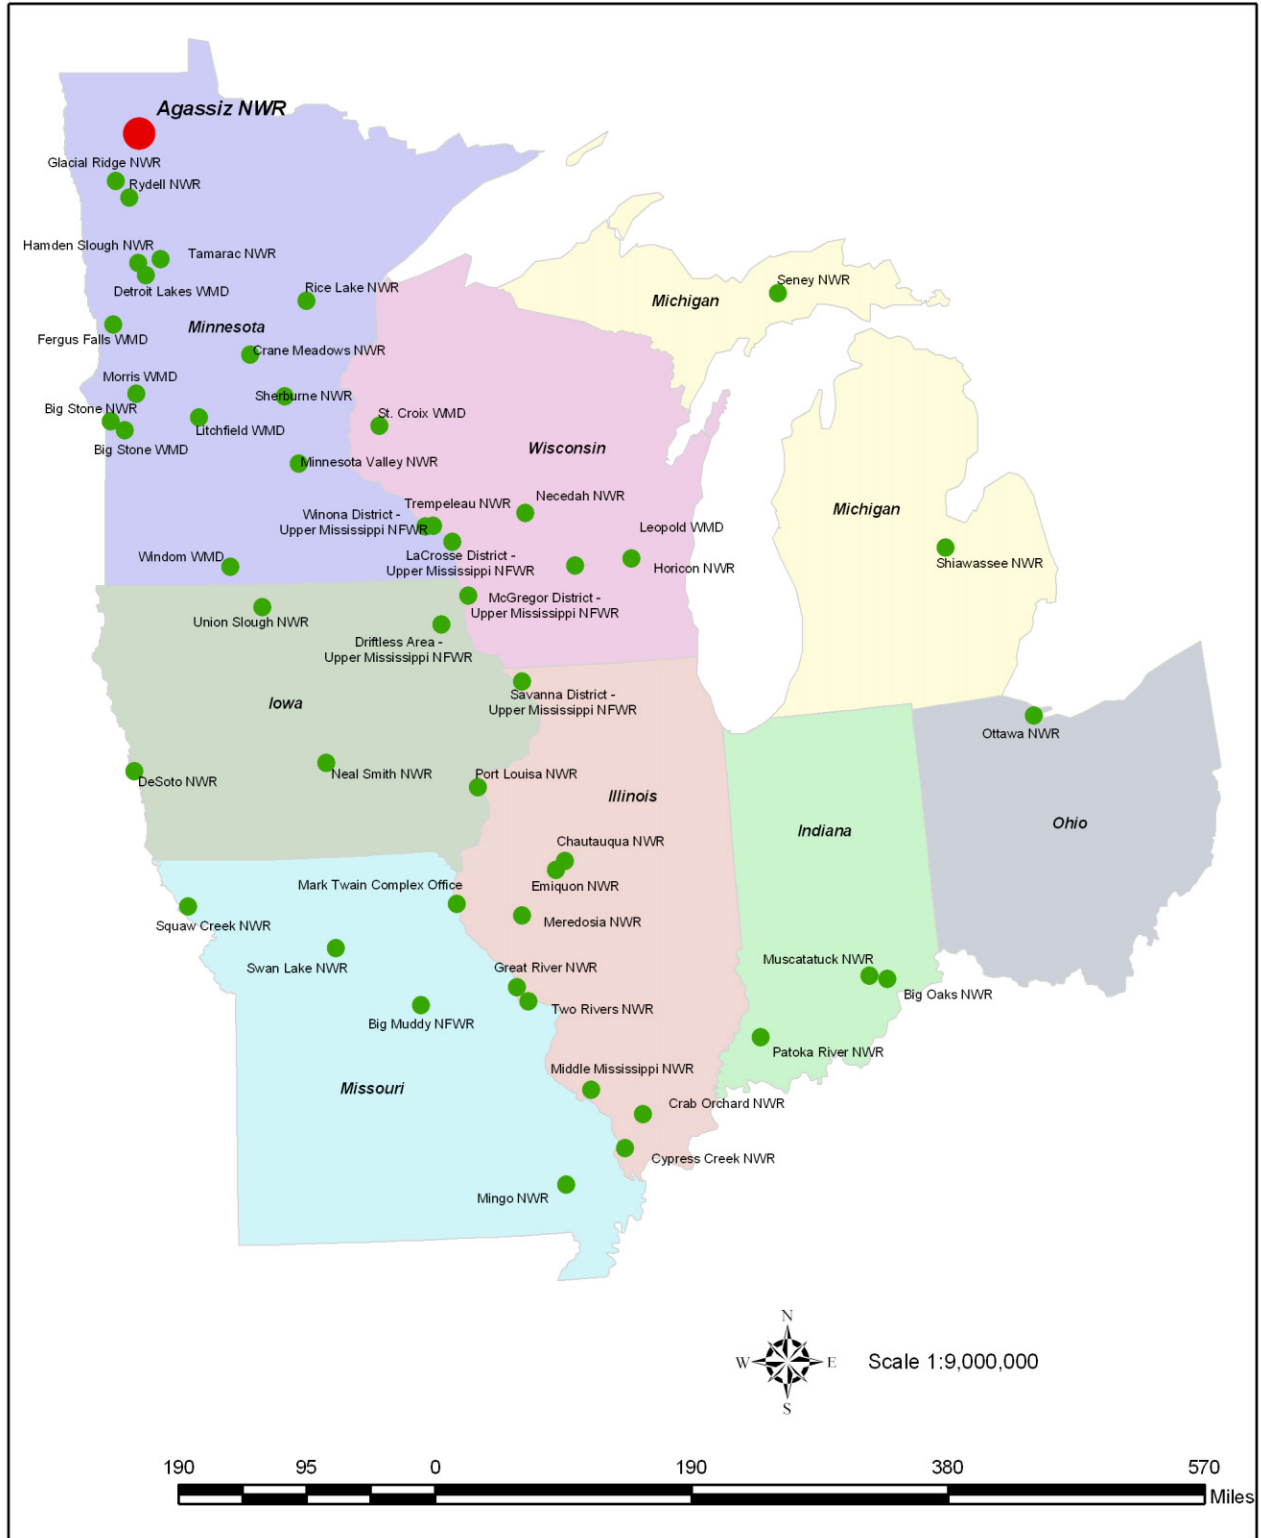 Agassiz NWR
Glacial Ridge NWR
Rydell NWR
Hamden Slough NWR
Tamarac NWR
Detroit Lakes WMD
Rice Lake NWR
Seney NWR
Michigan
Minnesota
Fergus Falls WMD
Crane Meadows NWR
Morris WMD
Sherburne NWR
Big Stone NWR
St. Croix WMD
Litchfield WMD
Big Stone WMD
Wisconsin
Minnesota Valley NWR
Necedah NWR
Trempeleau NWR
Winona District -
Upper Mississippi NFWR
Leopold WMD
Michigan
LaCrosse District -
Upper Mississippi NFWR
Horicon NWR
Shiawassee NWR
Windom WMD
McGregor District -
Upper Mississippi NFWR
Union Slough NWR
Driftless Area -
Upper Mississippi NFWR
Savanna District -
Upper Mississippi NFWR
Iowa
Ottawa NWR
DeSoto NWR
Neal Smith NWR
Port Louisa NWR
Illinois
Indiana
Ohio
Chautauqua NWR
Emiquon NWR
Mark Twain Complex Office
Squaw Creek NWR
Meredosia NWR
Swan Lake NWR
Great River NWR
Muscatatuck NWR
Big Oaks NWR
Two Rivers NWR
Big Muddy NFWR
Patoka River NWR
Middle Mississippi NWR
Missouri
Crab Orchard NWR
Cypress Creek NWR
Mingo NWR
N
W E
S
Scale 1:9,000,000
190 95 0 190 380 570
Miles